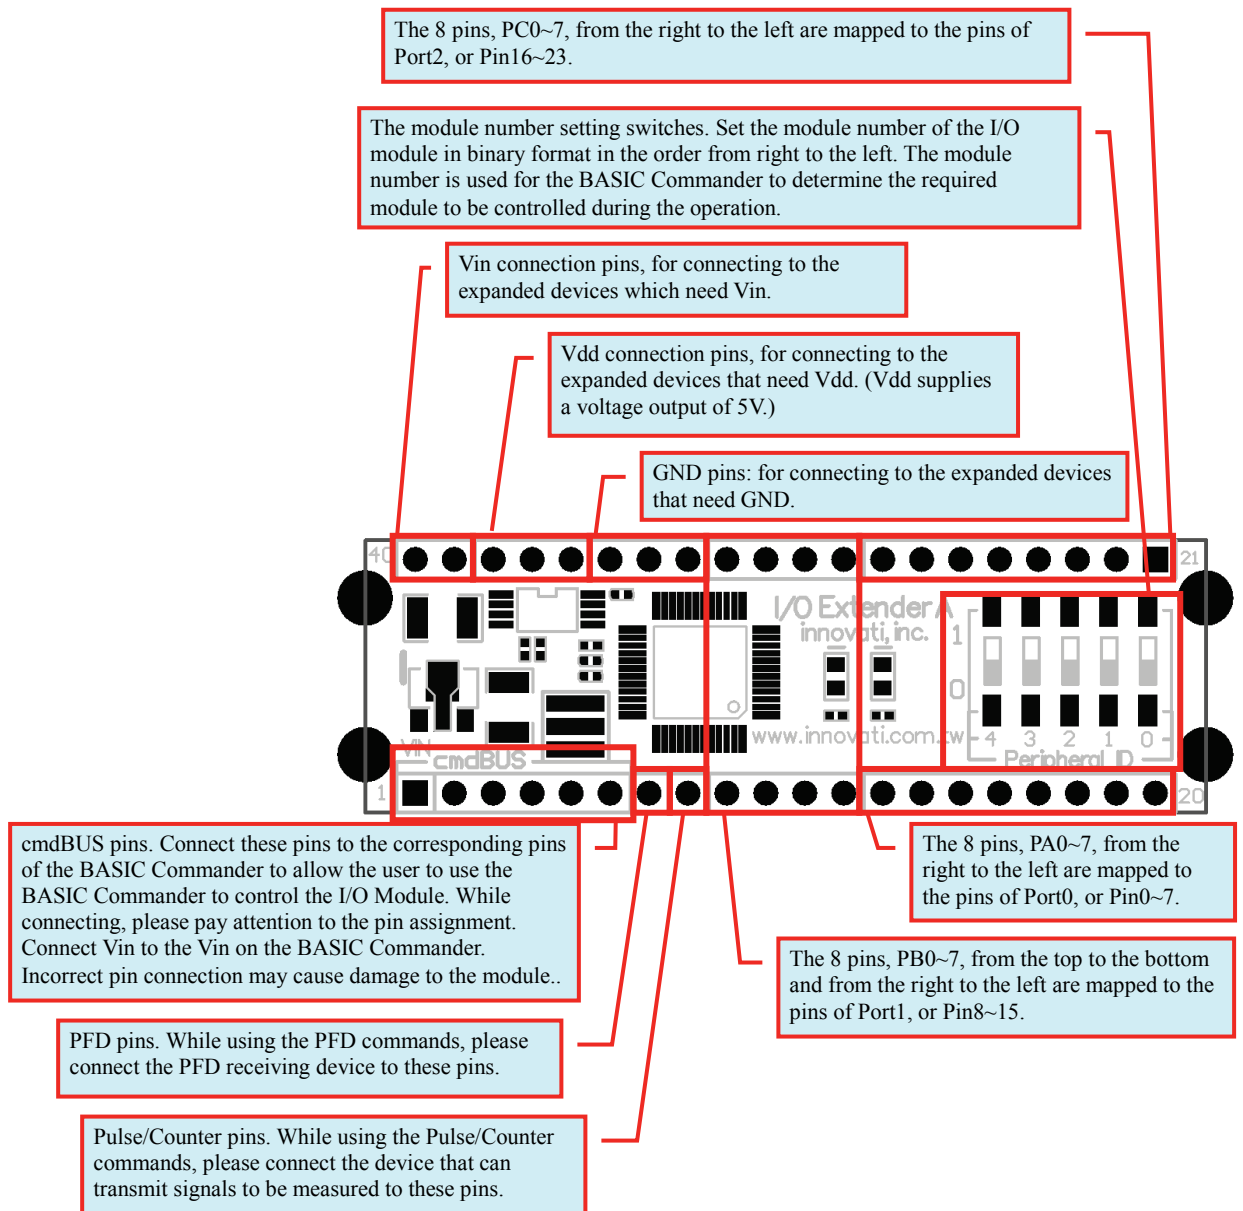 The 8 pins, PC0~7, from the right to the left are mapped to the pins of
Port2, or Pin16~23.
The module number setting switches. Set the module number of the I/O
module in binary format in the order from right to the left. The module
number is used for the BASIC Commander to determine the required
module to be controlled during the operation.
Vin connection pins, for connecting to the
expanded devices which need Vin.
Vdd connection pins, for connecting to the
expanded devices that need Vdd. (Vdd supplies
a voltage output of 5V.)
GND pins: for connecting to the expanded devices
that need GND.
40
21
I/O Extender A
innovati, inc.
1
0
www.innovati.com.tw
4 3 2 1 0
Peripheral ID
VIN
cmdBUS
1
20
cmdBUS pins. Connect these pins to the corresponding pins
of the BASIC Commander to allow the user to use the
BASIC Commander to control the I/O Module. While
connecting, please pay attention to the pin assignment.
Connect Vin to the Vin on the BASIC Commander.
Incorrect pin connection may cause damage to the module..
The 8 pins, PA0~7, from the
right to the left are mapped to
the pins of Port0, or Pin0~7.
The 8 pins, PB0~7, from the top to the bottom
and from the right to the left are mapped to the
pins of Port1, or Pin8~15.
PFD pins. While using the PFD commands, please
connect the PFD receiving device to these pins.
Pulse/Counter pins. While using the Pulse/Counter
commands, please connect the device that can
transmit signals to be measured to these pins.